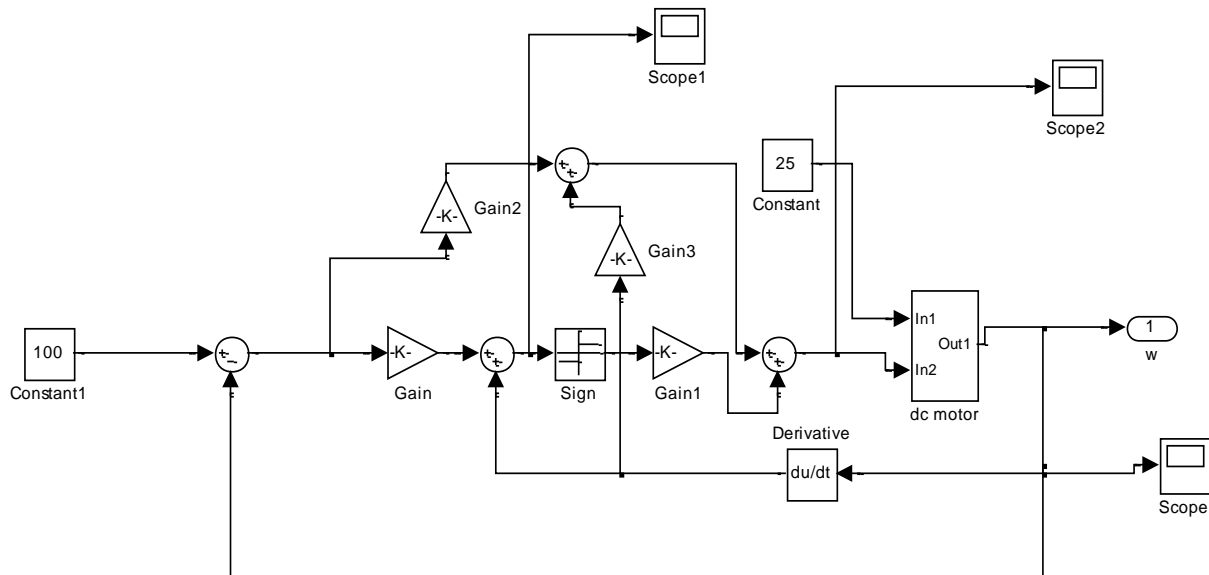 Scope1
Scope2
25
Constant
-K-
Gain2
-K-
Gain3
100
Constant1
-K-
Gain
Sign
-K-
Gain1
In1
In2
Out1
dc motor
1
w
Derivative
du/dt
Scope